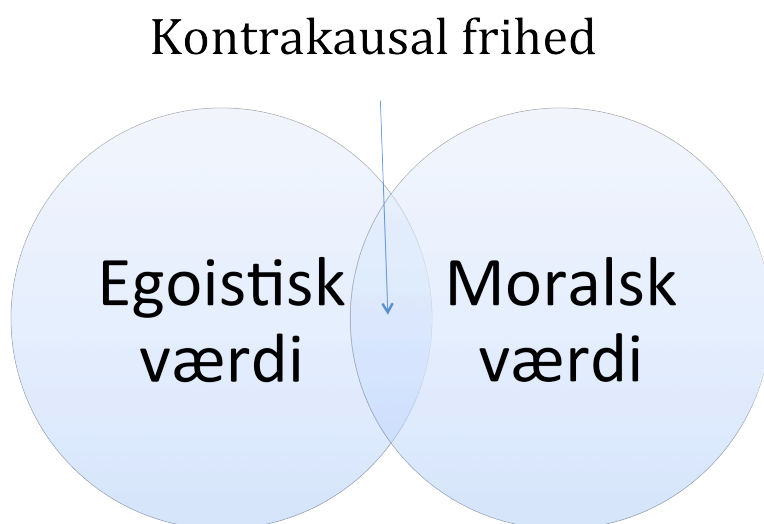 Kontrakausal frihed
Egoistisk
værdi
Moralsk
værdi